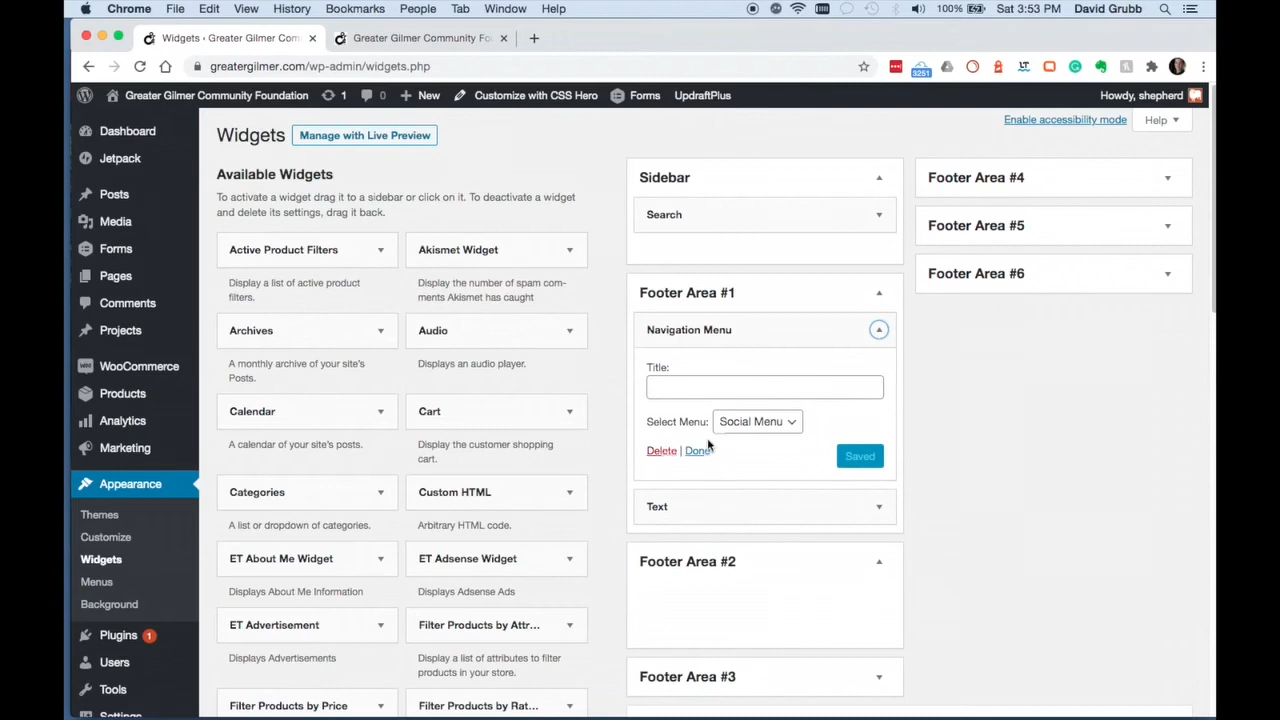 Chrome File Edit View History Bookmarks People Tab Window Help 100% Sat 3:53 PM David Grubb
Widgets ‹ Greater Gilmer Com Greater Gilmer Community Fo
greatergilmer.com/wp-admin/widgets.php
3251
LT
Greater Gilmer Community Foundation 1 0 New Customize with CSS Hero Forms UpdraftPlus Howdy, shepherd
Dashboard
Jetpack
Posts
Media
Forms
Pages
Comments
Projects
WooCommerce
Products
Analytics
Marketing
Appearance
Themes
Customize
Widgets
Menus
Background
Plugins 1
Users
Tools
Settings
Widgets Manage with Live Preview
Enable accessibility mode Help
Available Widgets
To activate a widget drag it to a sidebar or click on it. To deactivate a widget
and delete its settings, drag it back.
Active Product Filters
Display a list of active product
filters.
Akismet Widget
Display the number of spam com-
ments Akismet has caught
Archives
A monthly archive of your site's
Posts.
Audio
Displays an audio player.
Calendar
A calendar of your site's posts.
Cart
Display the customer shopping
cart.
Categories
A list or dropdown of categories.
Custom HTML
Arbitrary HTML code.
ET About Me Widget
Displays About Me Information
ET Adsense Widget
Displays Adsense Ads
ET Advertisement
Displays Advertisements
Filter Products by Attr...
Display a list of attributes to filter
products in your store.
Filter Products by Price
Filter Products by Rat...
Sidebar
Search
Footer Area #1
Navigation Menu
Title:
Select Menu: Social Menu
Delete | Done
Saved
Text
Footer Area #2
Footer Area #3
Footer Area #4
Footer Area #5
Footer Area #6